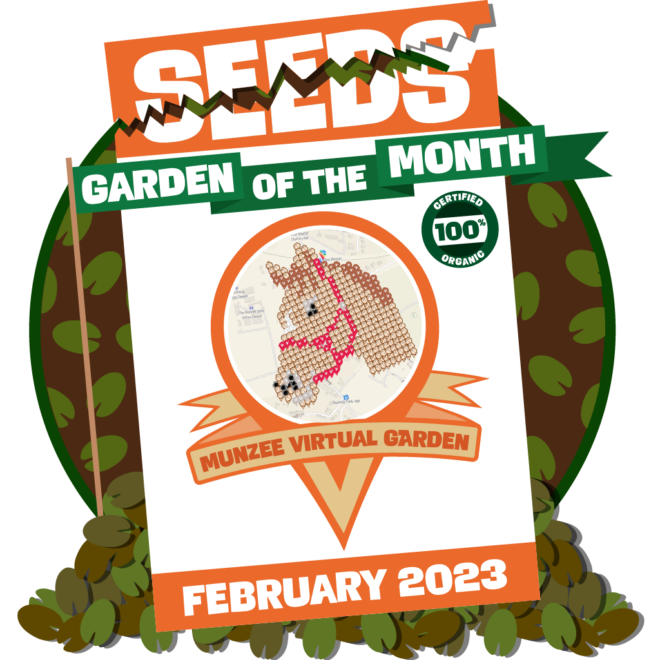 SEEDS
GARDEN OF THE MONTH
CERTIFIED
100%
ORGANIC
MUNZEE VIRTUAL GARDEN
FEBRUARY 2023